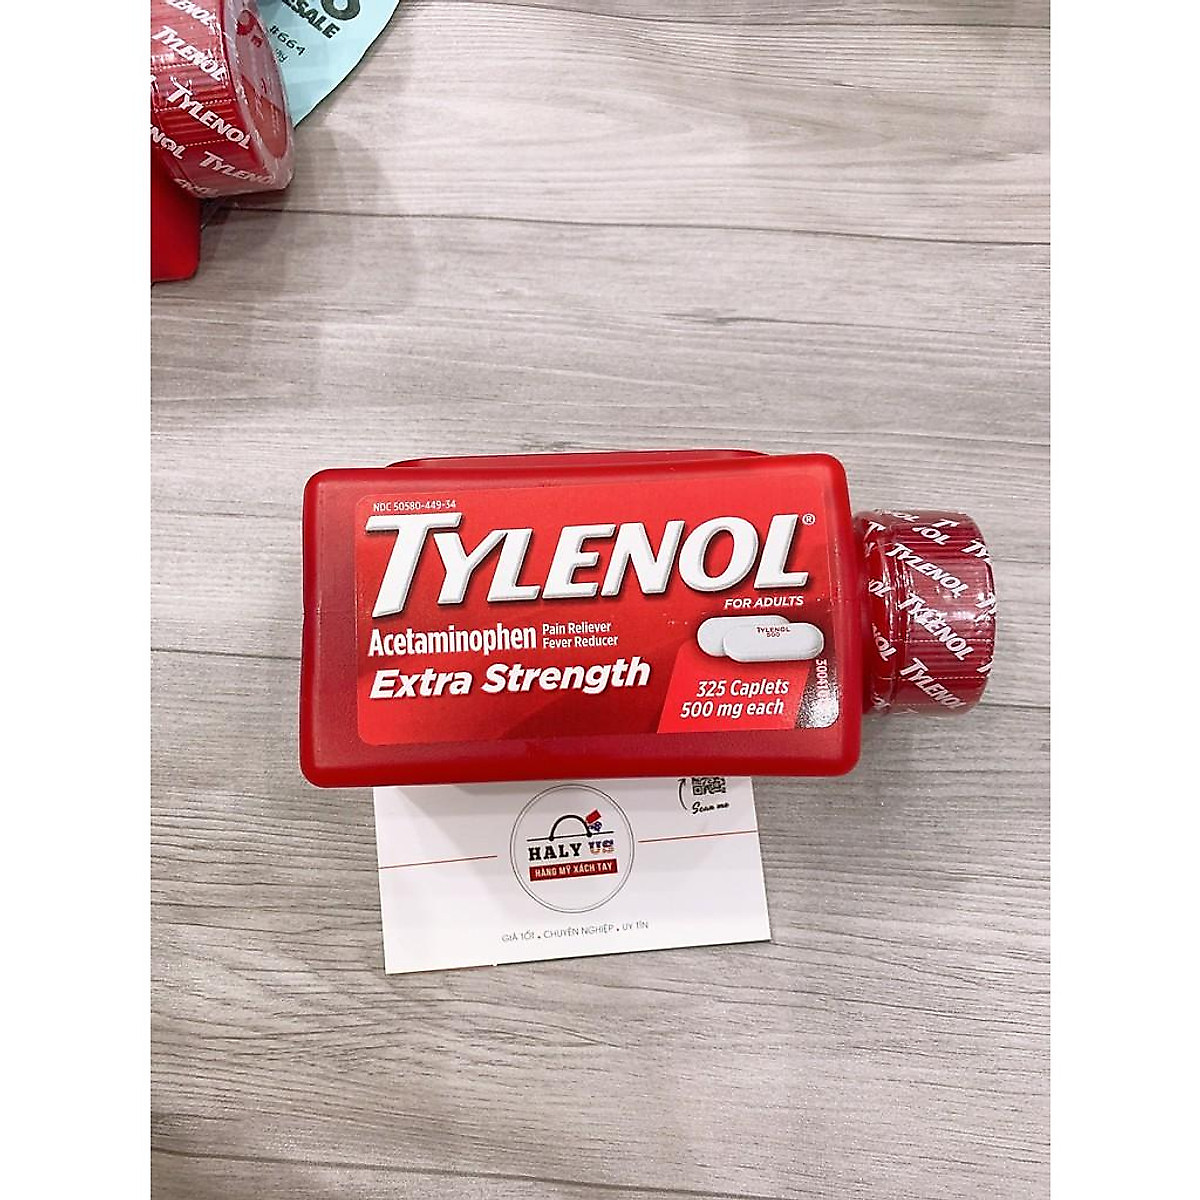 ESALE
#664
TYLENOL
TYLENOL
TYLENOL
TYLENOL
NDC 50580-449-34
TYLENOL®
FOR ADULTS
Acetaminophen Pain Reliever
Fever Reducer
Extra Strength
TYLENOL
500
325 Caplets
500 mg each
TYLENOL
TYLENOL
TYLENOL
Scan me
HALY US
HÀNG MỸ XÁCH TAY
GIÁ TỐT • CHUYÊN NGHIỆP • UY TÍN